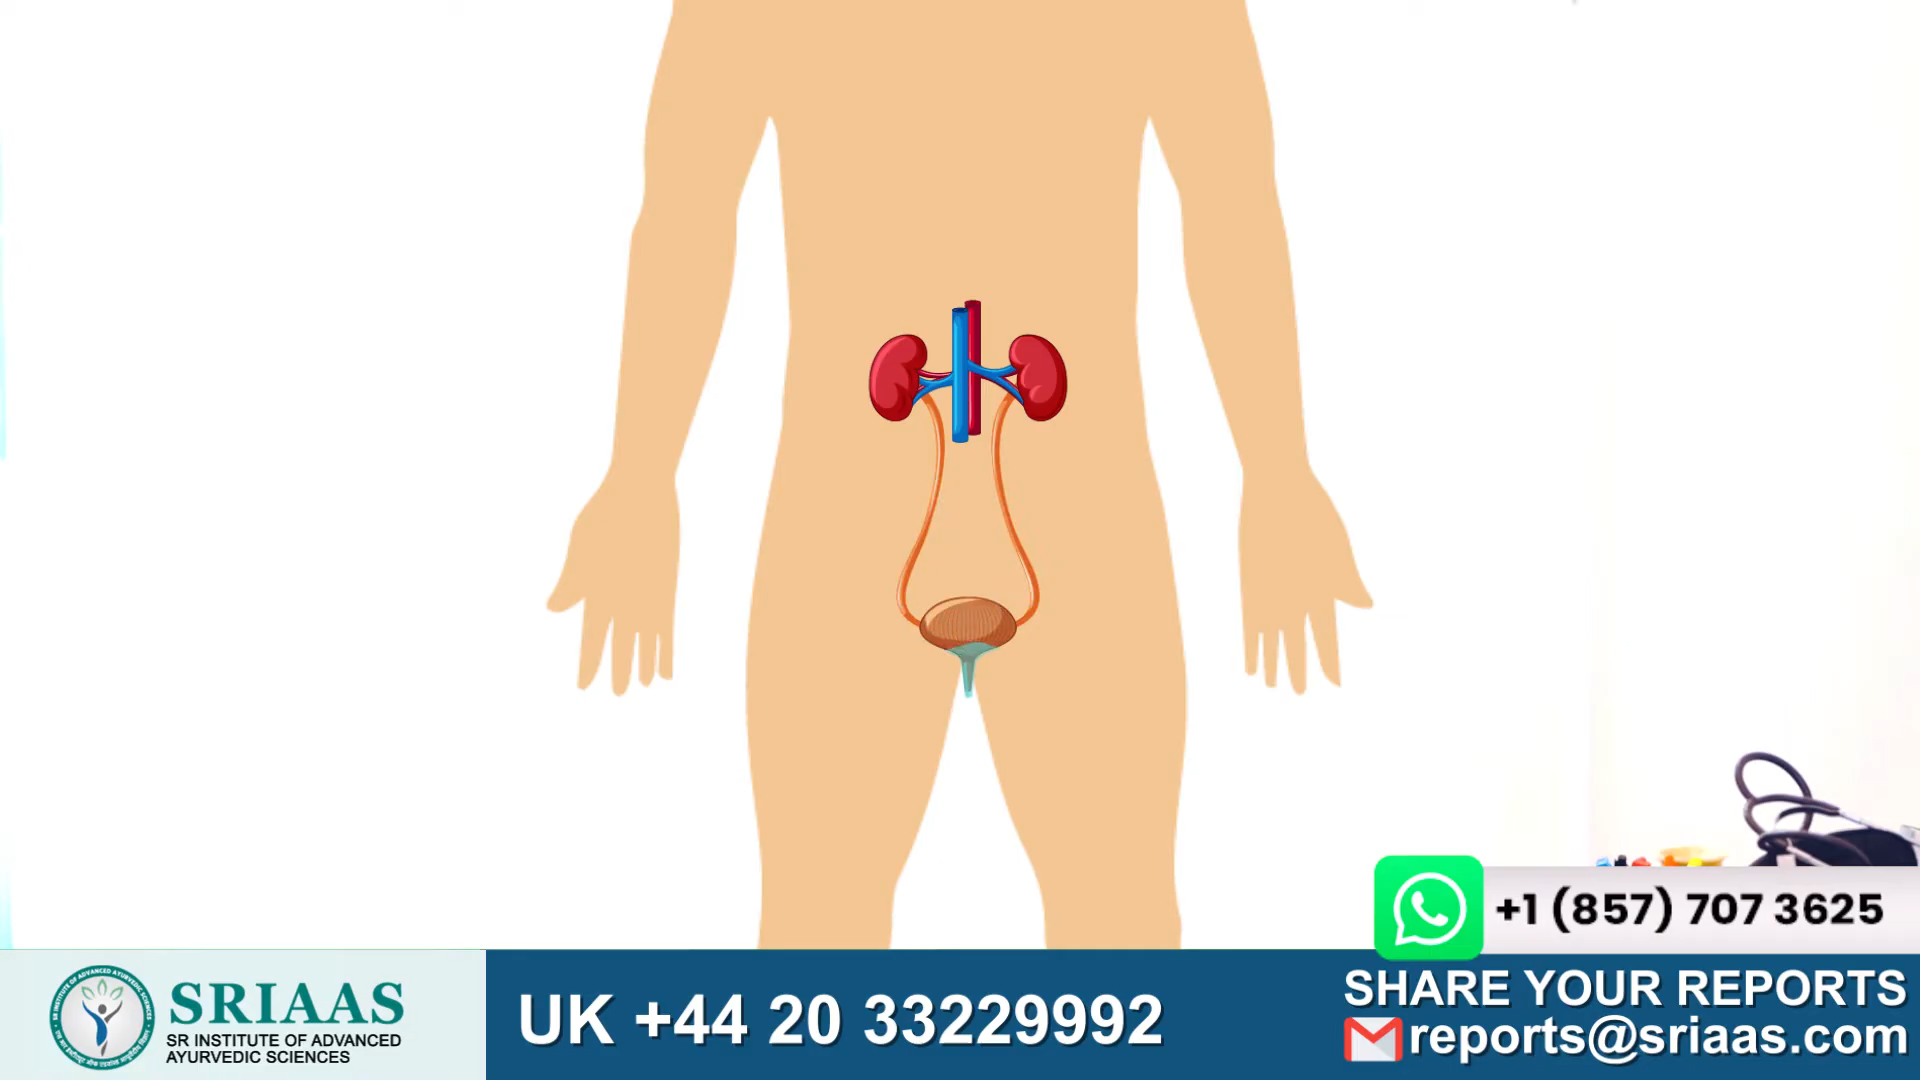 +1 (857) 707 3625
SRIAAS
SR INSTITUTE OF ADVANCED
AYURVEDIC SCIENCES
UK +44 20 33229992
SHARE YOUR REPORTS
reports@sriaas.com